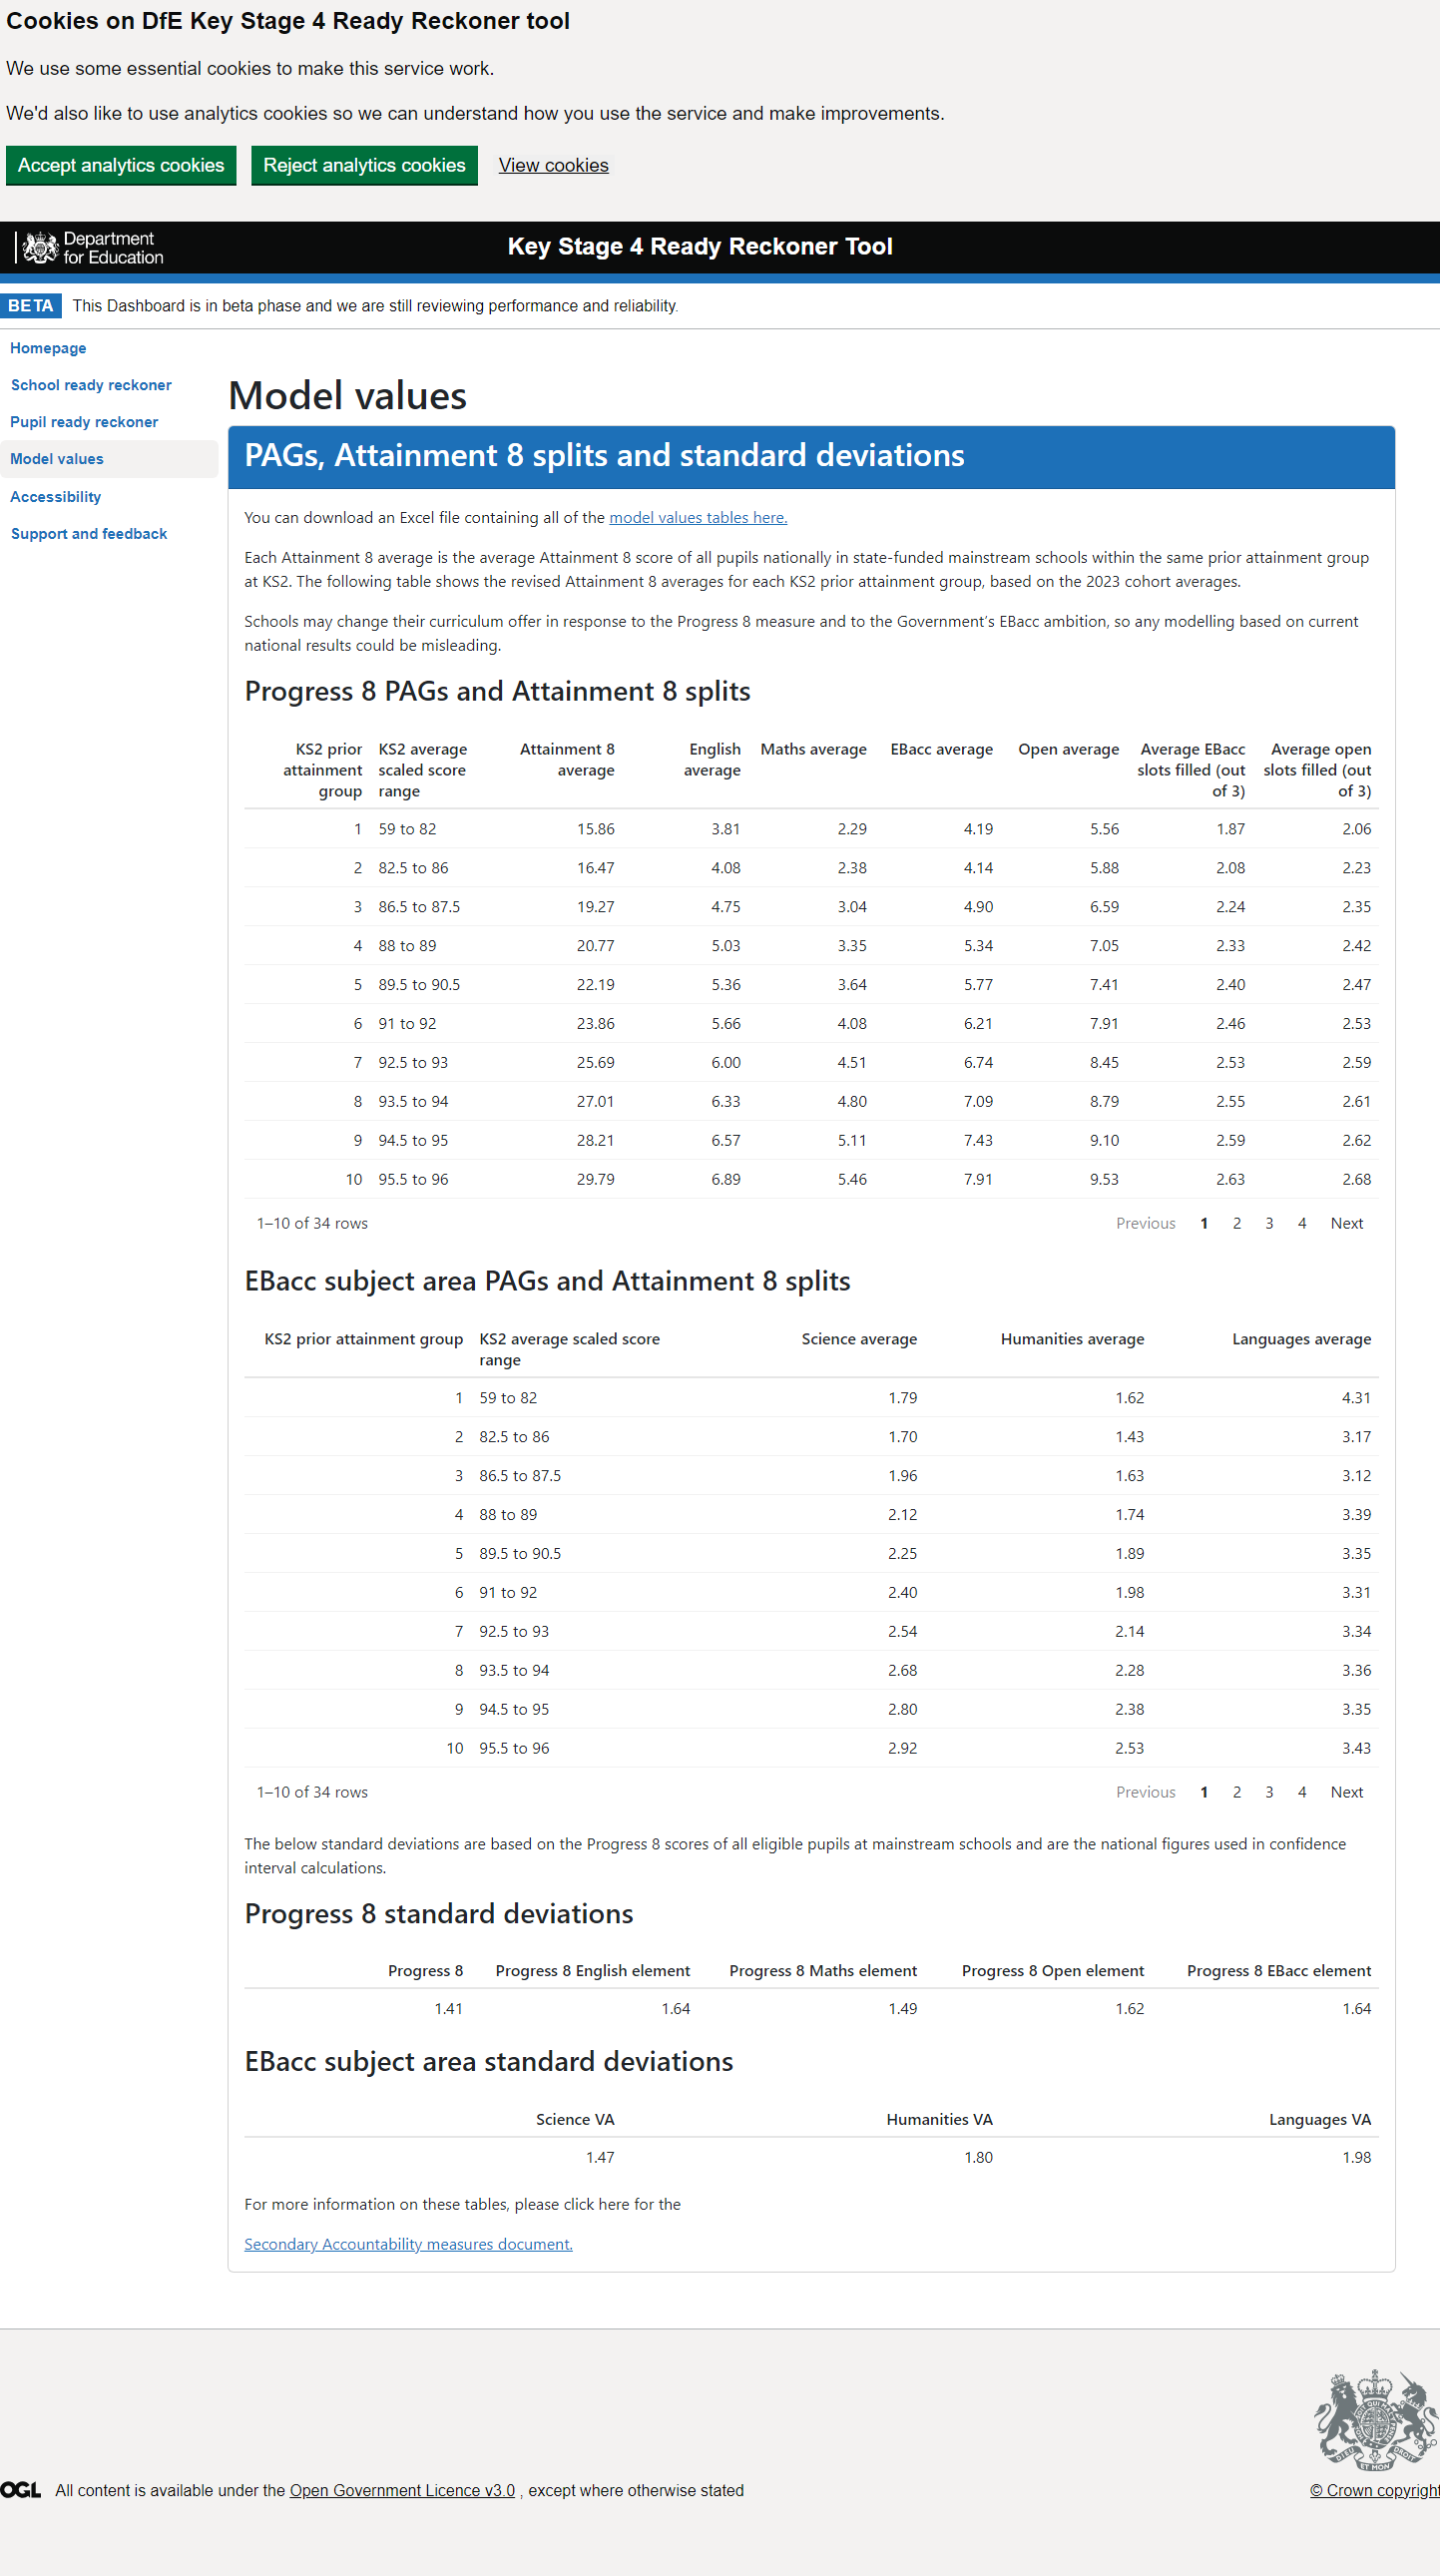 Cookies on DfE Key Stage 4 Ready Reckoner tool
We use some essential cookies to make this service work.
We'd also like to use analytics cookies so we can understand how you use the service and make improvements.
Accept analytics cookies Reject analytics cookies View cookies
Department
for Education
Key Stage 4 Ready Reckoner Tool
BETA This Dashboard is in beta phase and we are still reviewing performance and reliability.
Homepage
School ready reckoner
Pupil ready reckoner
Model values
Accessibility
Support and feedback
Model values
PAGs, Attainment 8 splits and standard deviations
You can download an Excel file containing all of the model values tables here.
Each Attainment 8 average is the average Attainment 8 score of all pupils nationally in state-funded mainstream schools within the same prior attainment group
at KS2. The following table shows the revised Attainment 8 averages for each KS2 prior attainment group, based on the 2023 cohort averages.
Schools may change their curriculum offer in response to the Progress 8 measure and to the Government's EBacc ambition, so any modelling based on current
national results could be misleading.
Progress 8 PAGs and Attainment 8 splits
KS2 prior KS2 average Attainment 8 English Maths average EBacc average Open average Average EBacc Average open
attainment scaled score average average slots filled (out slots filled (out
group range of 3) of 3)
1 59 to 82 15.86 3.81 2.29 4.19 5.56 1.87 2.06
2 82.5 to 86 16.47 4.08 2.38 4.14 5.88 2.08 2.23
3 86.5 to 87.5 19.27 4.75 3.04 4.90 6.59 2.24 2.35
4 88 to 89 20.77 5.03 3.35 5.34 7.05 2.33 2.42
5 89.5 to 90.5 22.19 5.36 3.64 5.77 7.41 2.40 2.47
6 91 to 92 23.86 5.66 4.08 6.21 7.91 2.46 2.53
7 92.5 to 93 25.69 6.00 4.51 6.74 8.45 2.53 2.59
8 93.5 to 94 27.01 6.33 4.80 7.09 8.79 2.55 2.61
9 94.5 to 95 28.21 6.57 5.11 7.43 9.10 2.59 2.62
10 95.5 to 96 29.79 6.89 5.46 7.91 9.53 2.63 2.68
1–10 of 34 rows Previous 1 2 3 4 Next
EBacc subject area PAGs and Attainment 8 splits
KS2 prior attainment group KS2 average scaled score Science average Humanities average Languages average
range
1 59 to 82 1.79 1.62 4.31
2 82.5 to 86 1.70 1.43 3.17
3 86.5 to 87.5 1.96 1.63 3.12
4 88 to 89 2.12 1.74 3.39
5 89.5 to 90.5 2.25 1.89 3.35
6 91 to 92 2.40 1.98 3.31
7 92.5 to 93 2.54 2.14 3.34
8 93.5 to 94 2.68 2.28 3.36
9 94.5 to 95 2.80 2.38 3.35
10 95.5 to 96 2.92 2.53 3.43
1–10 of 34 rows Previous 1 2 3 4 Next
The below standard deviations are based on the Progress 8 scores of all eligible pupils at mainstream schools and are the national figures used in confidence
interval calculations.
Progress 8 standard deviations
Progress 8 Progress 8 English element Progress 8 Maths element Progress 8 Open element Progress 8 EBacc element
1.41 1.64 1.49 1.62 1.64
EBacc subject area standard deviations
Science VA Humanities VA Languages VA
1.47 1.80 1.98
For more information on these tables, please click here for the
Secondary Accountability measures document.
OGL All content is available under the Open Government Licence v3.0 , except where otherwise stated
© Crown copyright